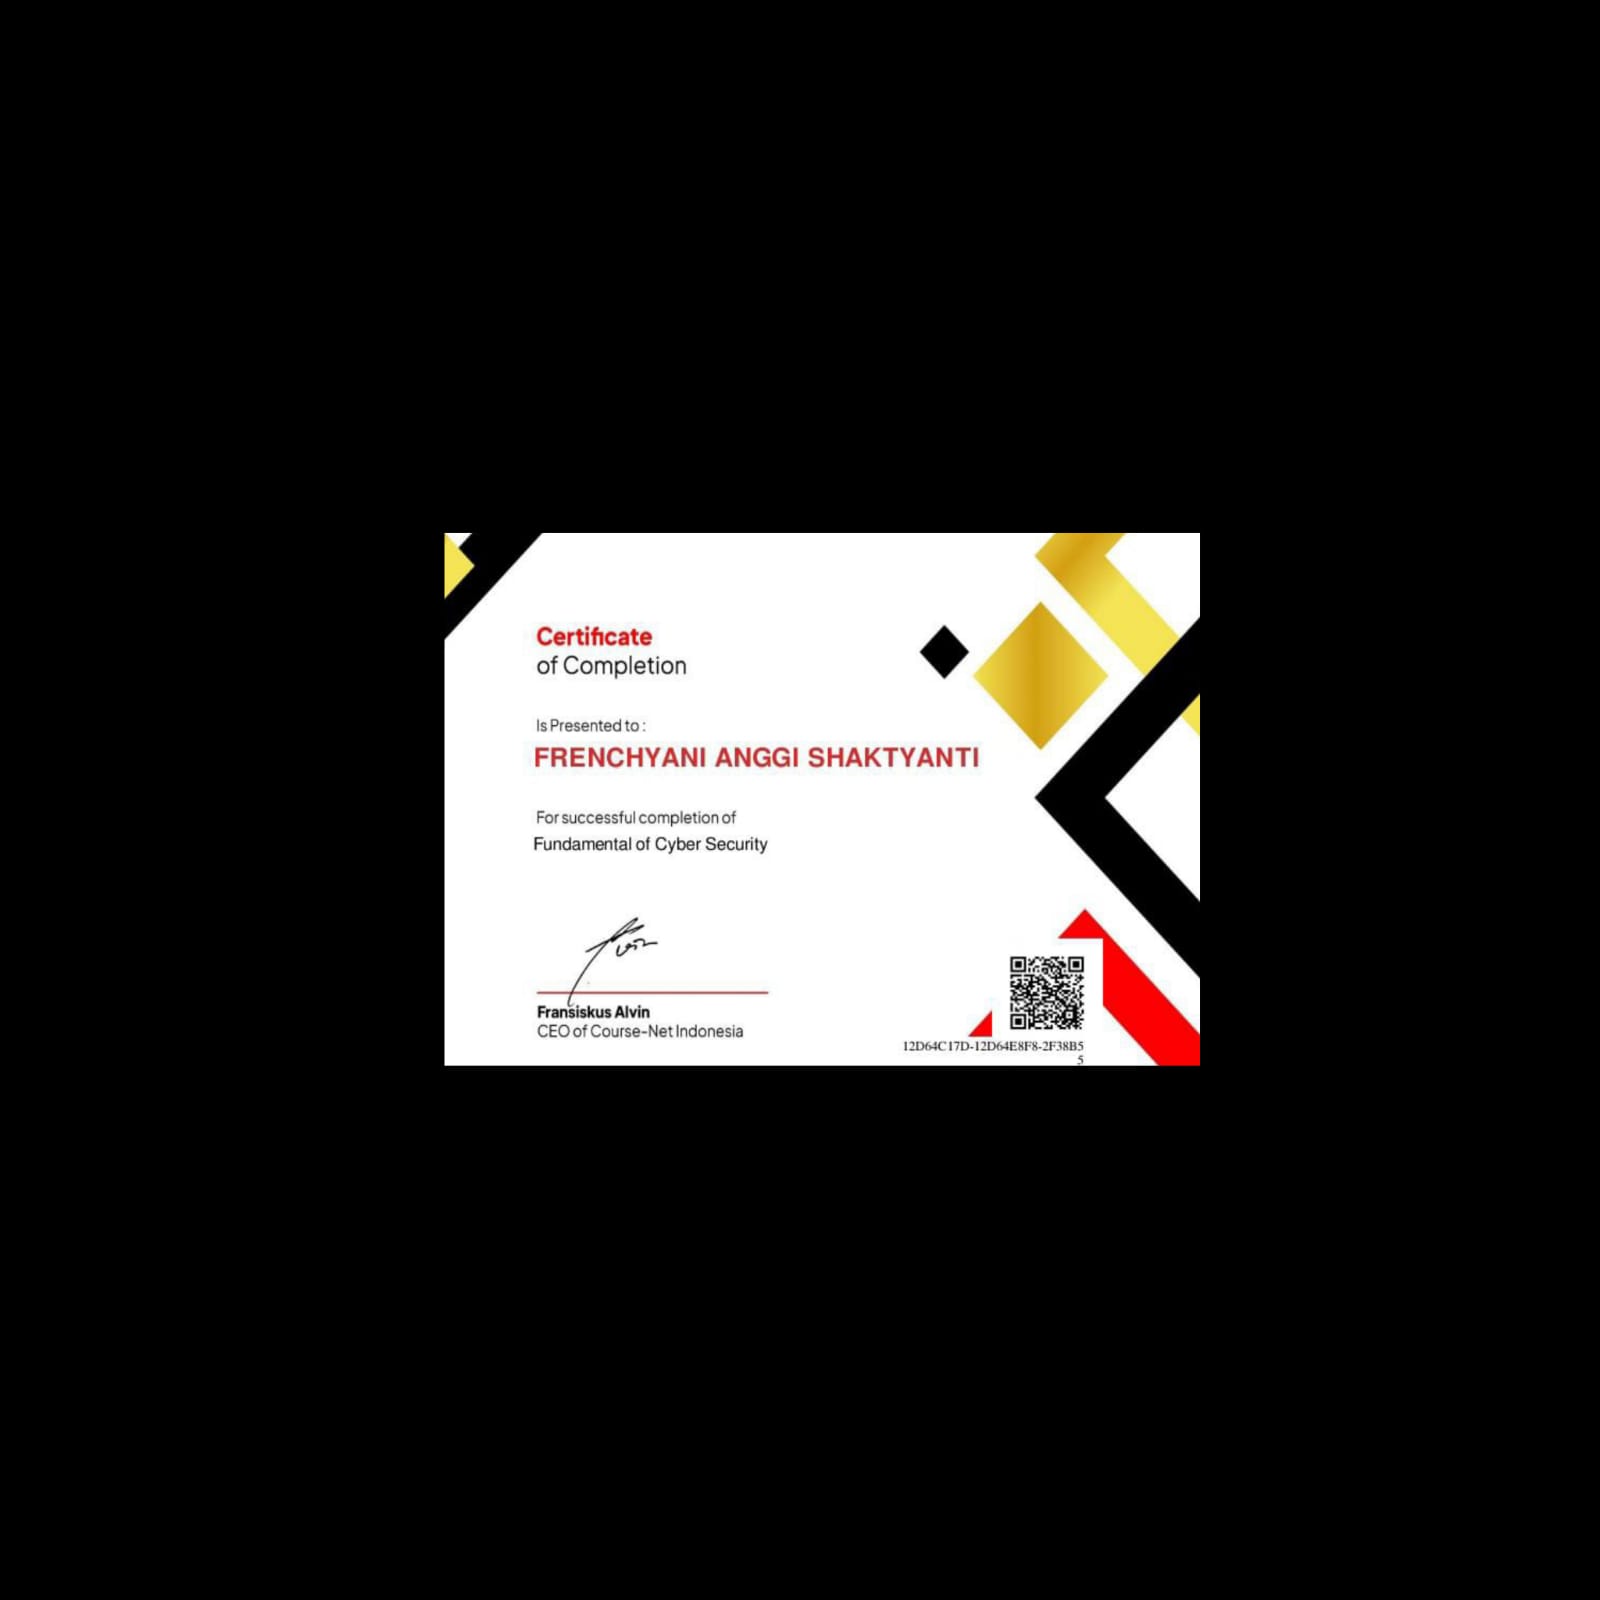 Certificate
of Completion
Is Presented to :
FRENCHYANI ANGGI SHAKTYANTI
For successful completion of
Fundamental of Cyber Security
Fransiskus Alvin
CEO of Course-Net Indonesia
12D64C17D-12D64E8F8-2F38B5
5